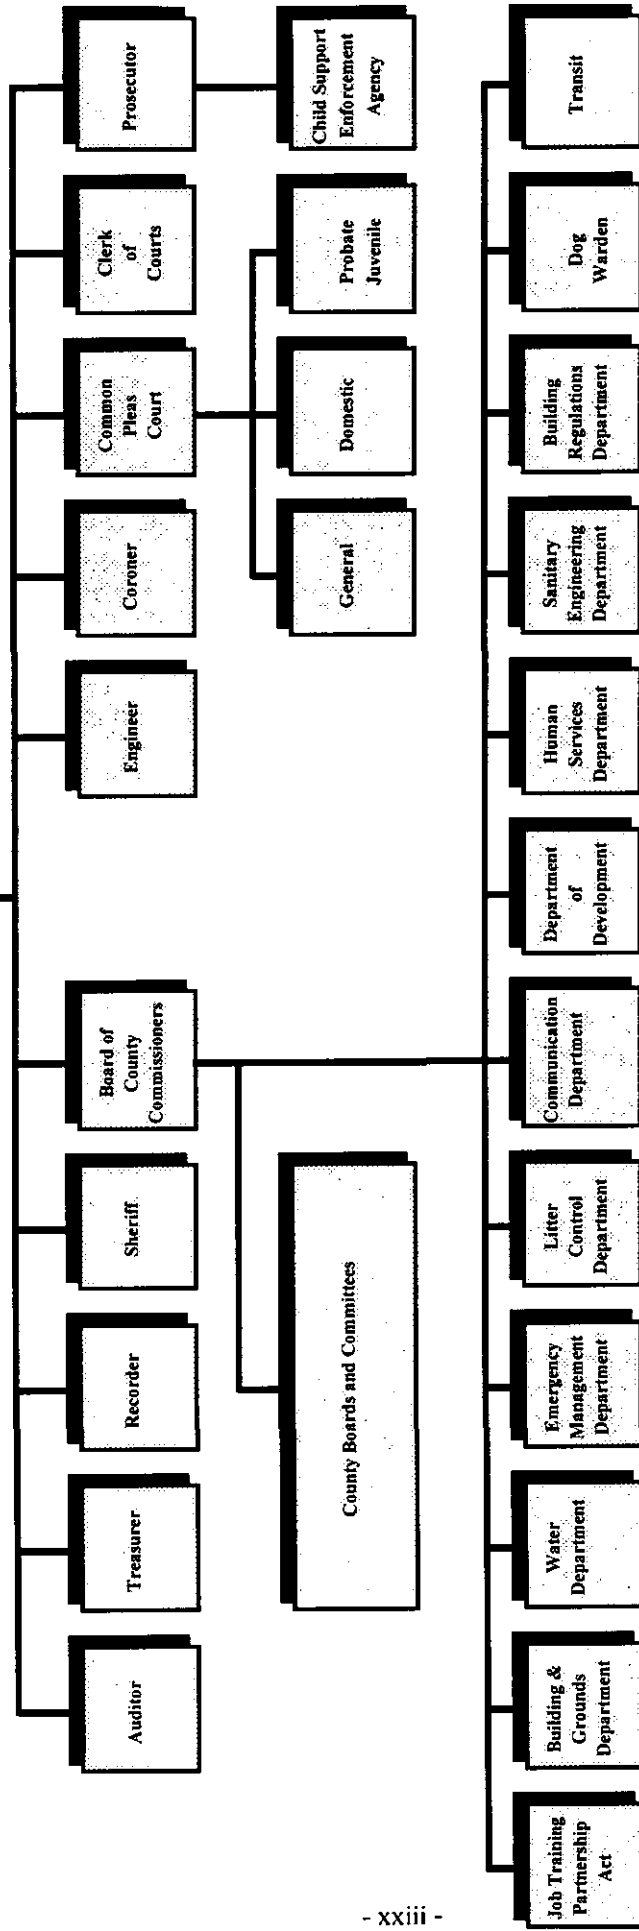 Auditor
Treasurer
Recorder
Sheriff
Board of
County
Commissioners
Engineer
Coroner
Common
Pleas
Court
Clerk
of
Courts
Prosecutor
County Boards and Committees
General
Domestic
Probate
Juvenile
Child Support
Enforcement
Agency
Job Training
Partnership
Act
Building &
Grounds
Department
Water
Department
Emergency
Management
Department
Litter
Control
Department
Communication
Department
Department
of
Development
Human
Services
Department
Sanitary
Engineering
Department
Building
Regulations
Department
Dog
Warden
Transit
- xxiii -